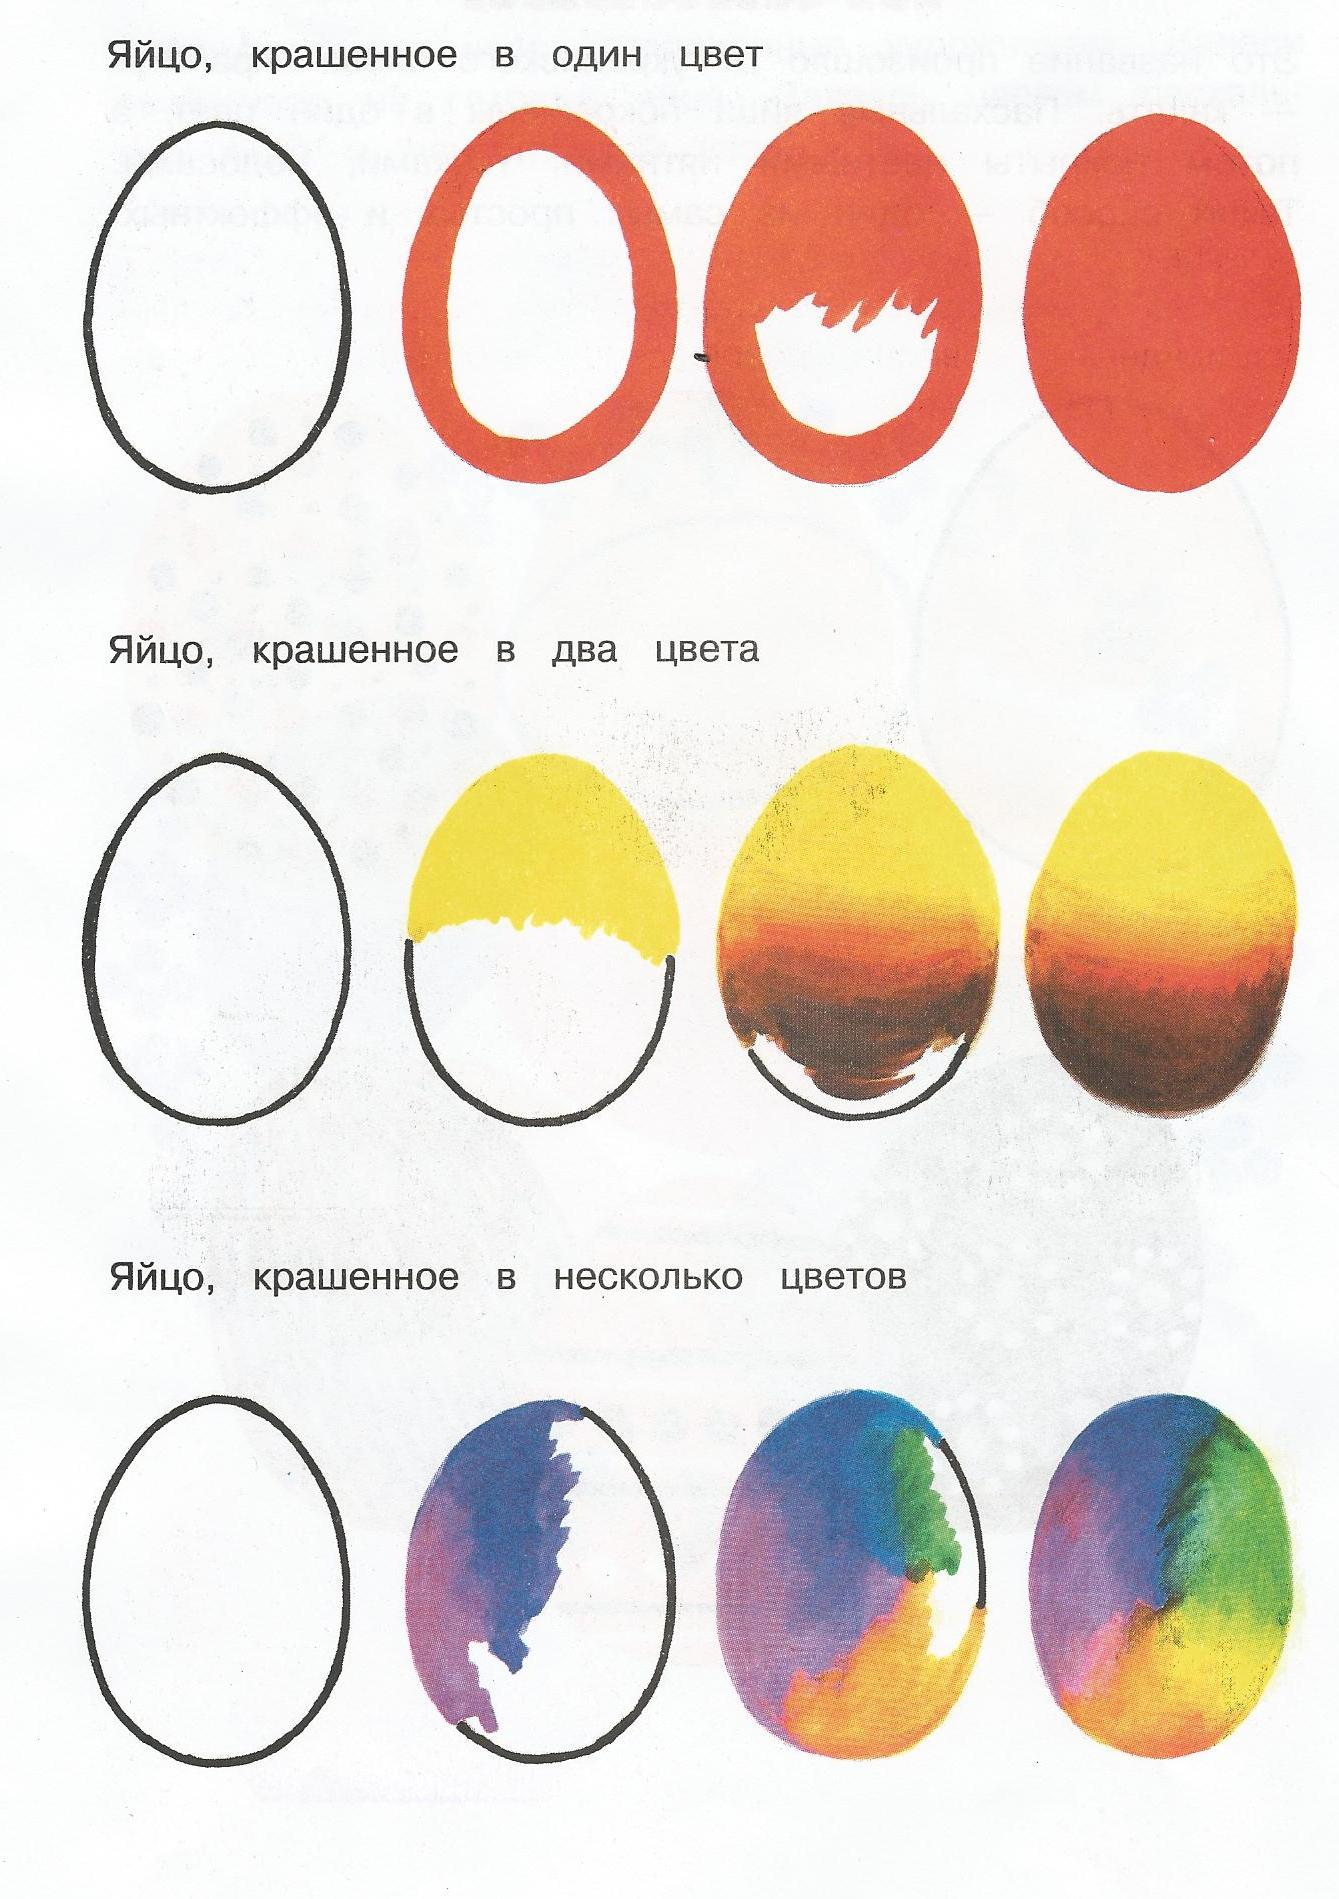 Яйцо, крашенное в один цвет
Яйцо, крашенное в два цвета
Яйцо, крашенное в несколько цветов